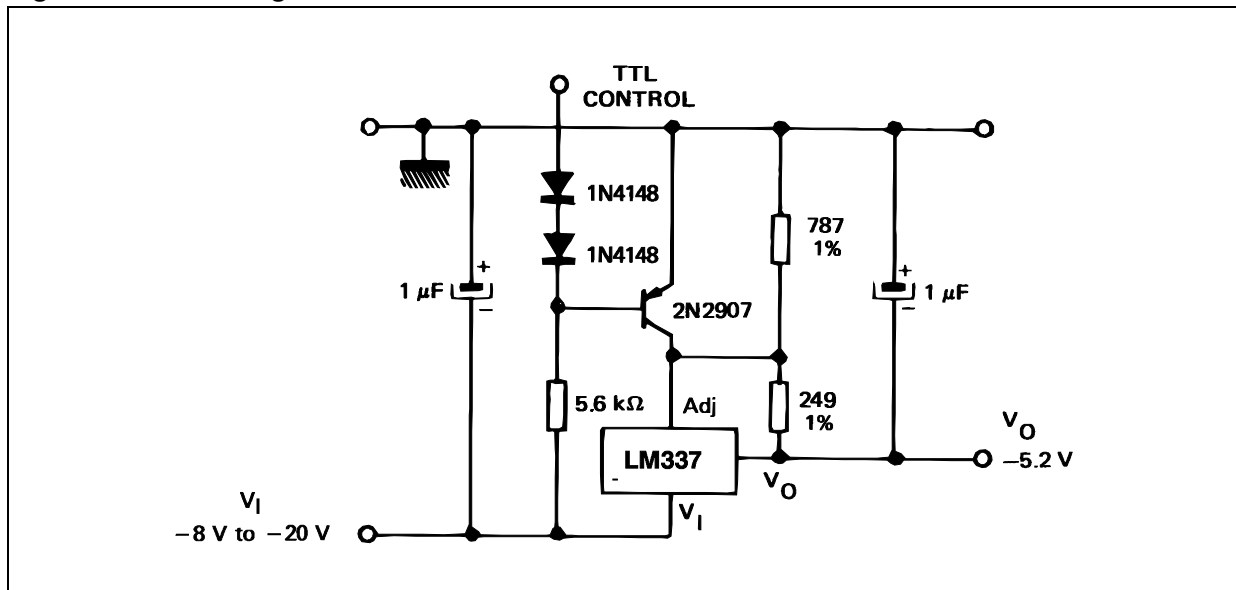 TTL
CONTROL
1N4148
1N4148
787
1%
+
1 μF
−
2N2907
+
1 μF
−
5.6 kΩ
Adj
249
1%
LM337
-
V_O
V_O
−5.2 V
V_I
V_I
−8 V to −20 V